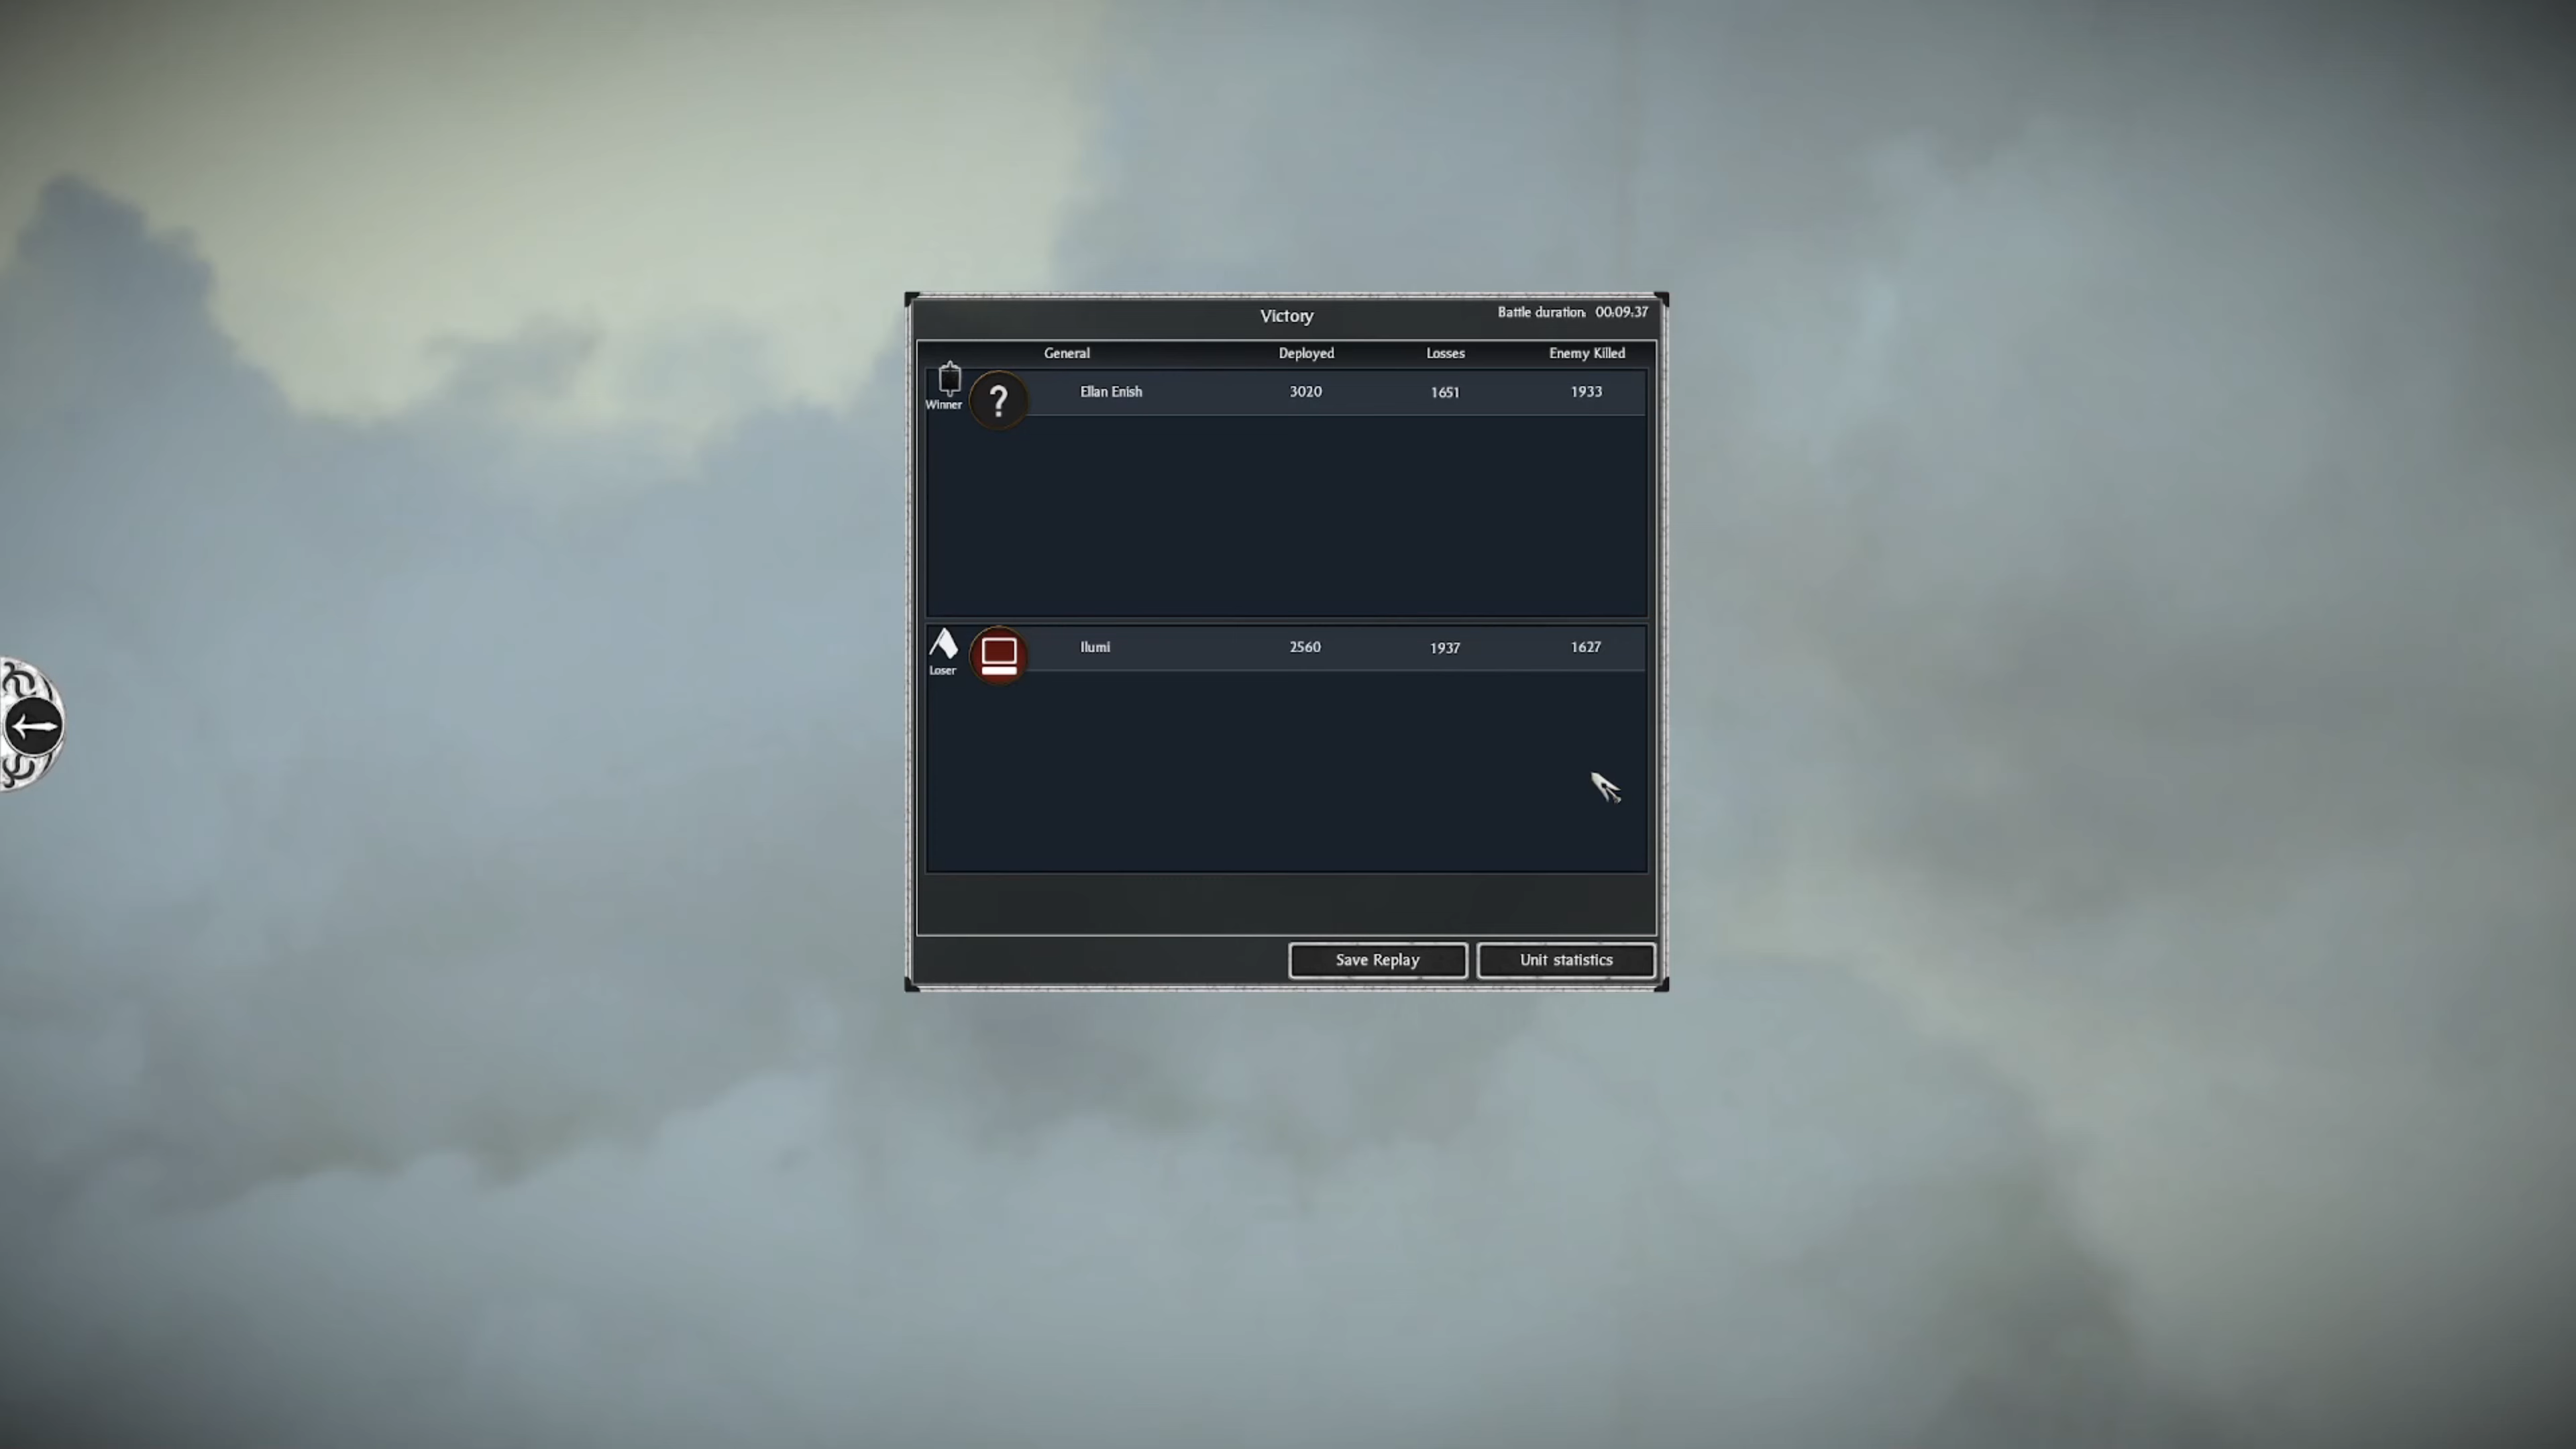 Victory
Battle duration: 00:09:37
General Deployed Losses Enemy Killed
Winner ? Ellan Enish 3020 1651 1933
Loser Ilumi 2560 1937 1627
Save Replay Unit statistics